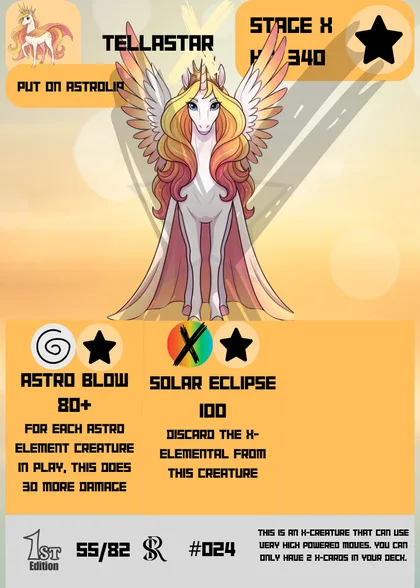 TELLASTAR
STAGE X
340
PUT ON ASTROLIP
ASTRO BLOW
80+
FOR EACH ASTRO
ELEMENT CREATURE
IN PLAY, THIS DOES
30 MORE DAMAGE
X
SOLAR ECLIPSE
100
DISCARD THE X-
ELEMENTAL FROM
THIS CREATURE
1ST
Edition
55/82
SR
#024
THIS IS AN X-CREATURE THAT CAN USE
VERY HIGH POWERED MOVES. YOU CAN
ONLY HAVE 2 X-CARDS IN YOUR DECK.